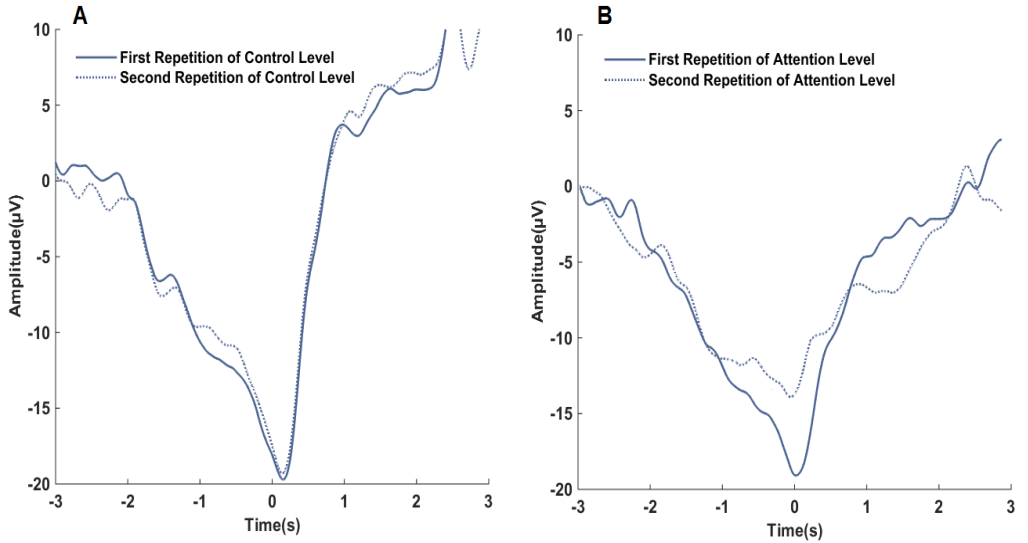 A
First Repetition of Control Level
Second Repetition of Control Level
10
5
0
-5
-10
-15
-20
-3
-2
-1
0
1
2
3
Time(s)
Amplitude(µV)
B
First Repetition of Attention Level
Second Repetition of Attention Level
10
5
0
-5
-10
-15
-20
-3
-2
-1
0
1
2
3
Time(s)
Amplitude(µV)